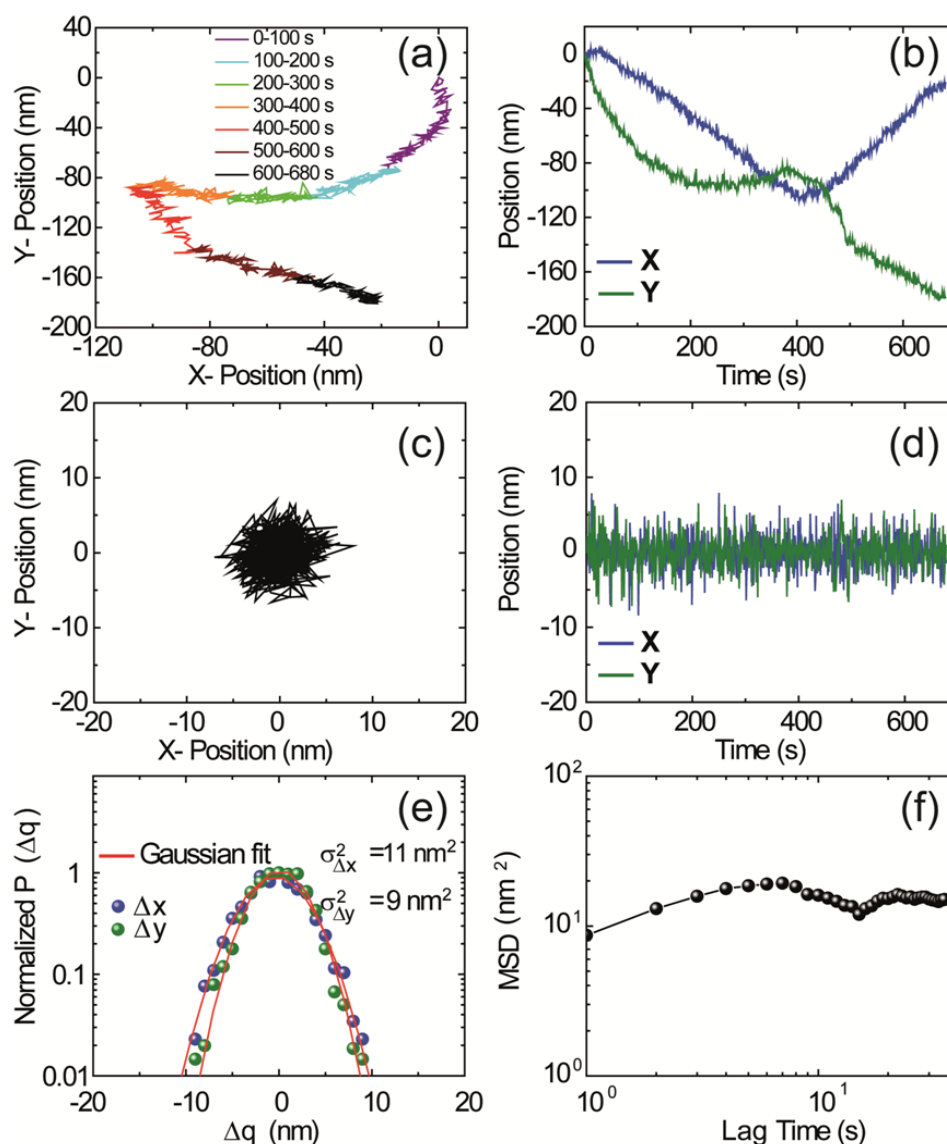 (a)
40
0
-40
-80
-120
-160
-200
Y- Position (nm)
0-100 s
100-200 s
200-300 s
300-400 s
400-500 s
500-600 s
600-680 s
-120
-80
-40
0
X- Position (nm)
(b)
0
-40
-80
-120
-160
-200
Position (nm)
X
Y
0
200
400
600
Time (s)
(c)
20
10
0
-10
-20
Y- Position (nm)
-20
-10
0
10
20
X- Position (nm)
(d)
20
10
0
-10
-20
Position (nm)
X
Y
0
200
400
600
Time (s)
(e)
1
0.1
0.01
Normalized P (Δq)
Gaussian fit
Δx
Δy
σ²Δx =11 nm²
σ²Δy =9 nm²
-20
-10
0
10
20
Δq (nm)
(f)
10²
10¹
10⁰
MSD (nm²)
10⁰
10¹
Lag Time (s)